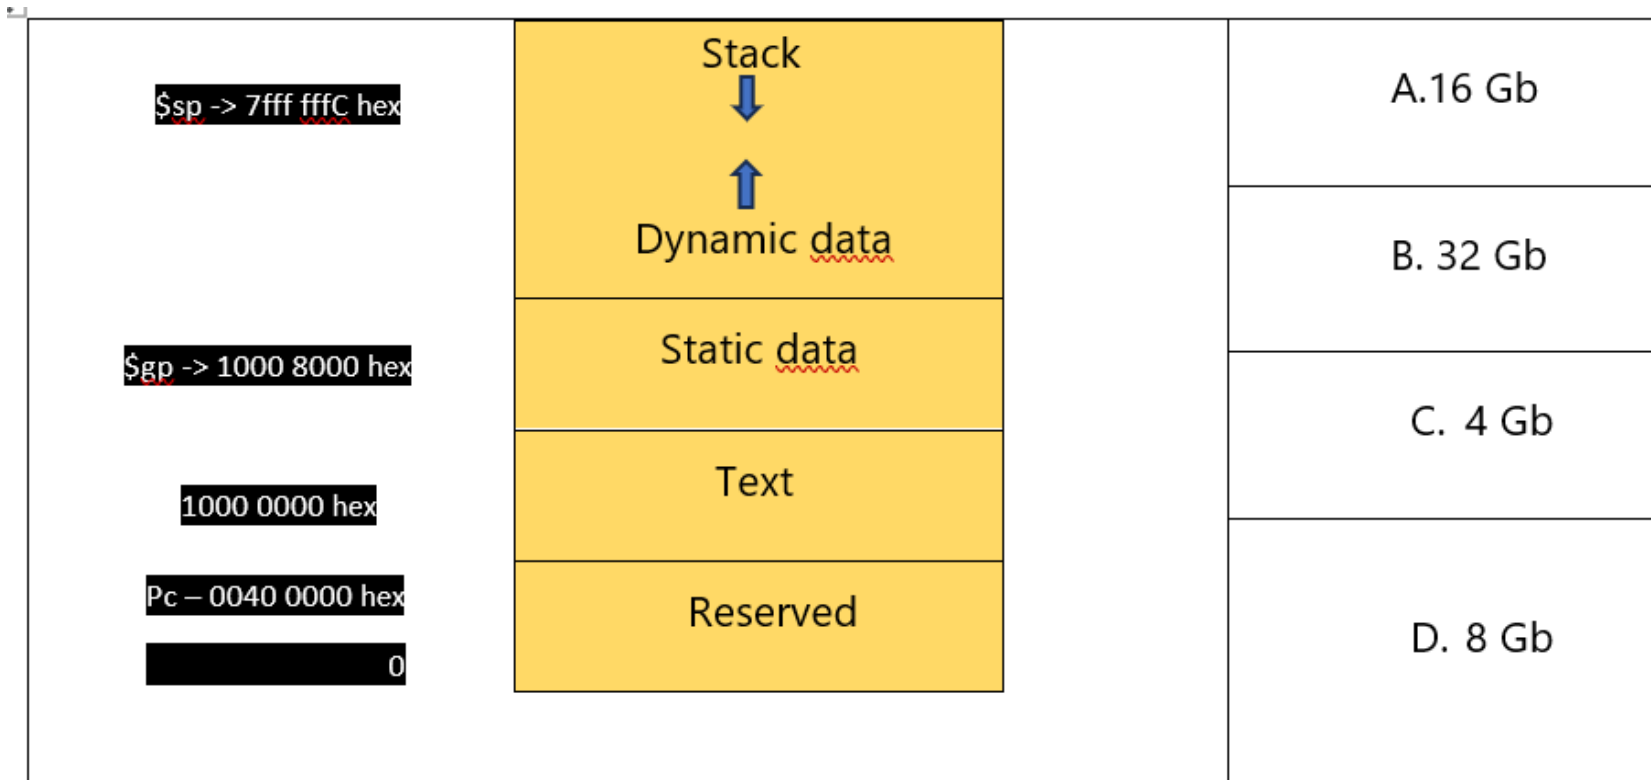 Stack
$sp -> 7fff fffC hex
Dynamic data
$gp -> 1000 8000 hex
Static data
1000 0000 hex
Text
Pc – 0040 0000 hex
Reserved
0
A.16 Gb
B. 32 Gb
C. 4 Gb
D. 8 Gb